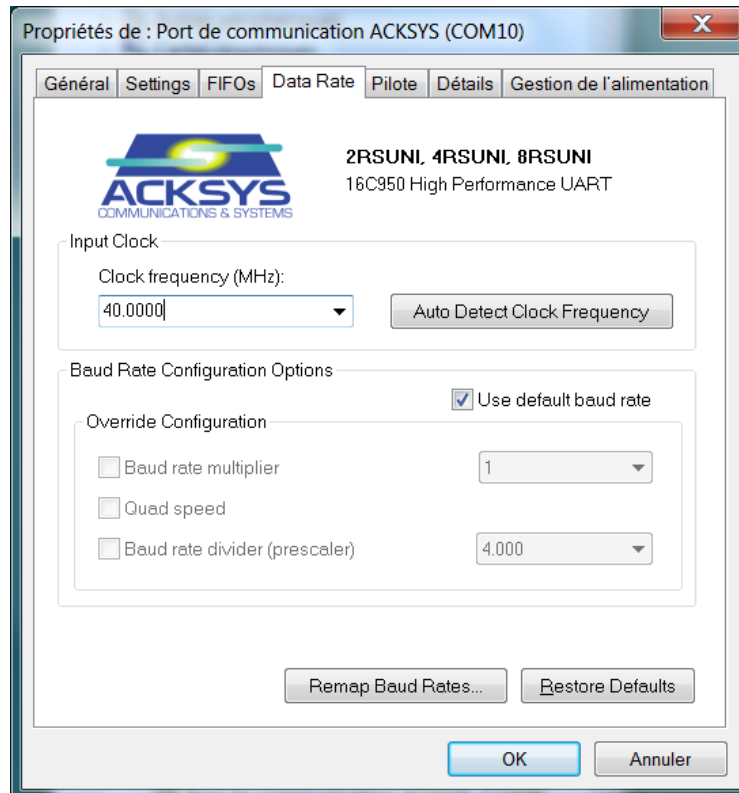 Propriétés de : Port de communication ACKSYS (COM10)
X
Général Settings FIFOs Data Rate Pilote Détails Gestion de l'alimentation
2RSUNI, 4RSUNI, 8RSUNI
16C950 High Performance UART
ACKSYS
COMMUNICATIONS & SYSTEMS
Input Clock
Clock frequency (MHz):
40.0000 Auto Detect Clock Frequency
Baud Rate Configuration Options
Use default baud rate
Override Configuration
Baud rate multiplier 1
Quad speed
Baud rate divider (prescaler) 4.000
Remap Baud Rates... Restore Defaults
OK Annuler